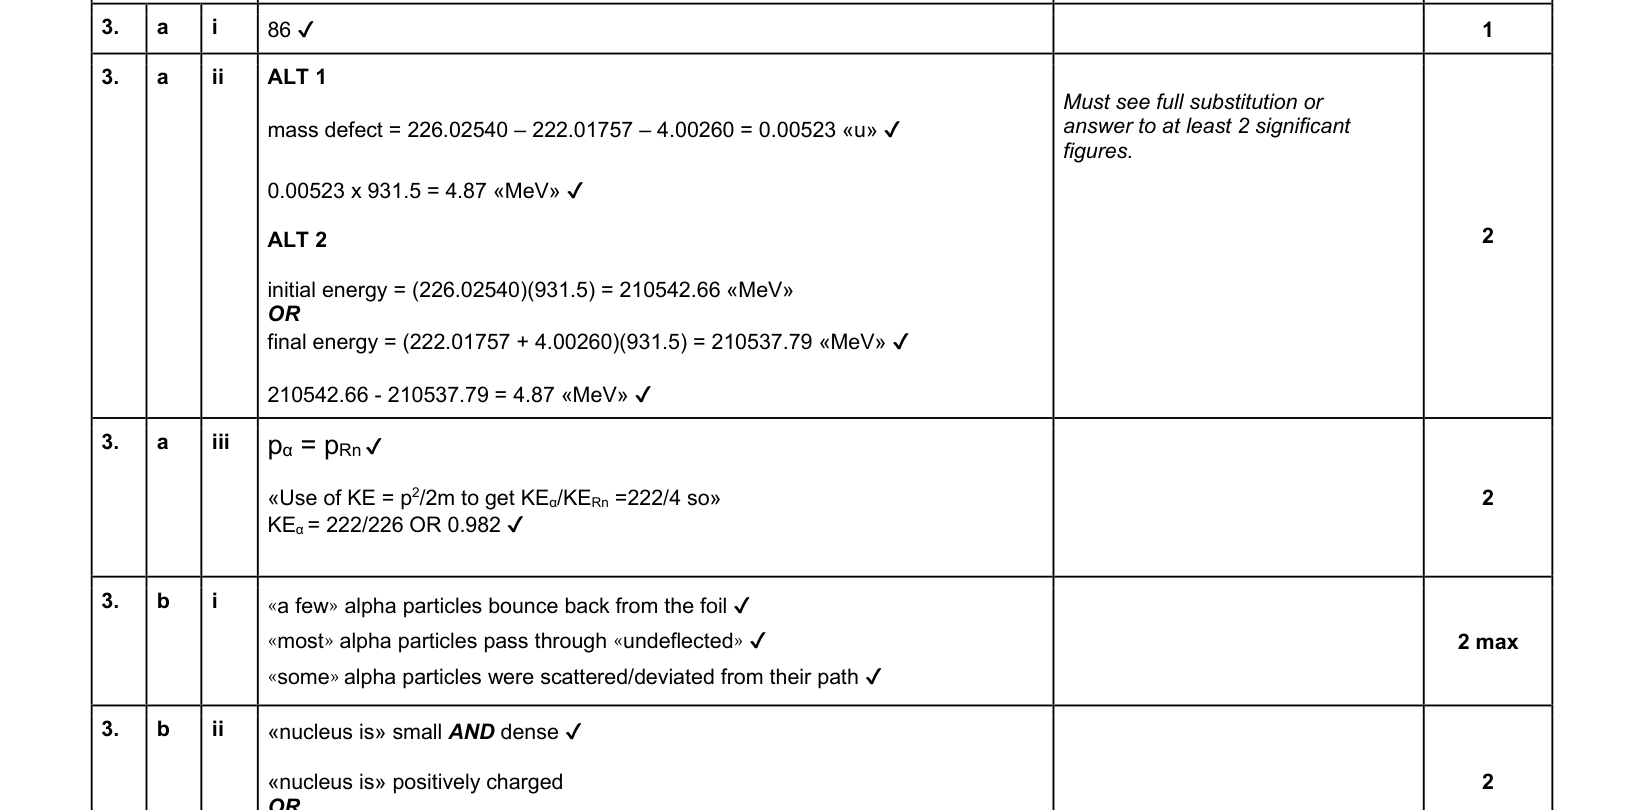 3. a i 86 ✓ 1
3. a ii ALT 1
Must see full substitution or
answer to at least 2 significant
figures.
mass defect = 226.02540 – 222.01757 – 4.00260 = 0.00523 «u» ✓
0.00523 x 931.5 = 4.87 «MeV» ✓
ALT 2
2
initial energy = (226.02540)(931.5) = 210542.66 «MeV»
OR
final energy = (222.01757 + 4.00260)(931.5) = 210537.79 «MeV» ✓
210542.66 - 210537.79 = 4.87 «MeV» ✓
3. a iii pα = pRn ✓
«Use of KE = p²/2m to get KEα/KERn =222/4 so» 2
KEα = 222/226 OR 0.982 ✓
3. b i «a few» alpha particles bounce back from the foil ✓
«most» alpha particles pass through «undeflected» ✓ 2 max
«some» alpha particles were scattered/deviated from their path ✓
3. b ii «nucleus is» small AND dense ✓
«nucleus is» positively charged 2
OR